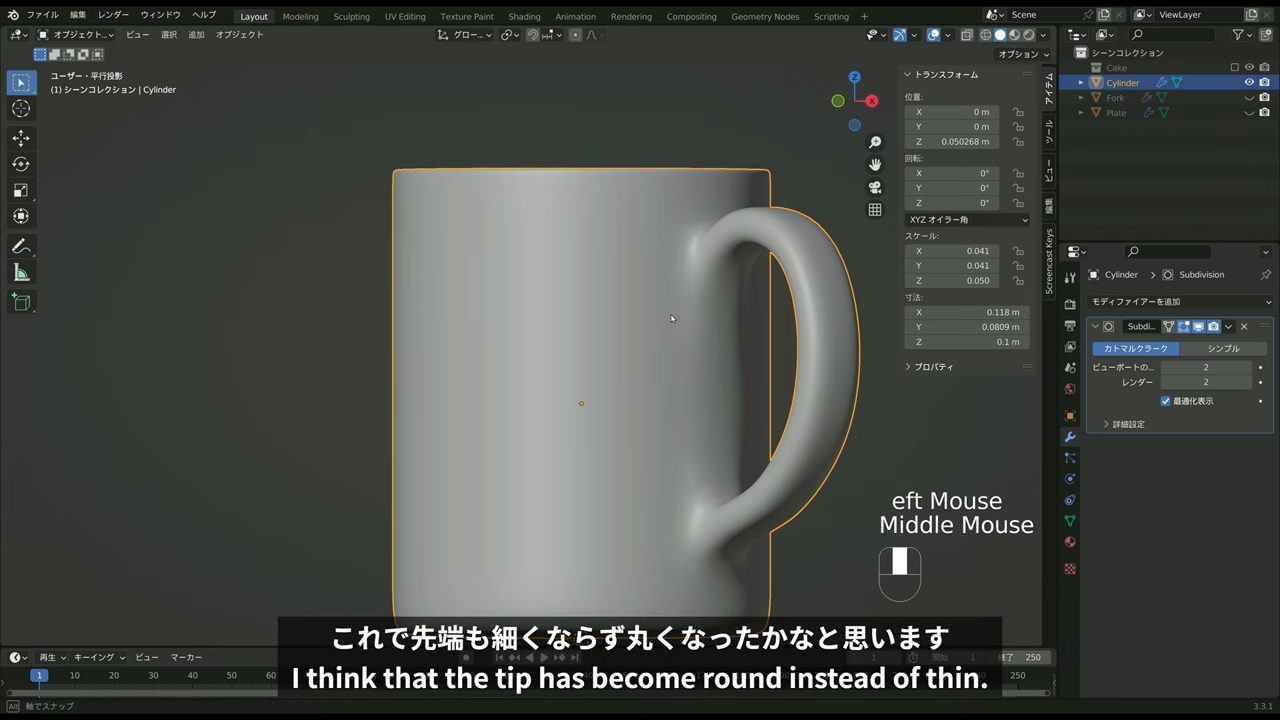 ファイル 編集 レンダー ウィンドウ ヘルプ Layout Modeling Sculpting UV Editing Texture Paint Shading Animation Rendering Compositing Geometry Nodes Scripting + Scene ViewLayer
オブジェクト... ビュー 選択 追加 オブジェクト グロー...
オプション
ユーザー・平行投影
(1) シーンコレクション | Cylinder
Z
X
トランスフォーム
位置:
X 0 m
Y 0 m
Z 0.050268 m
回転:
X 0°
Y 0°
Z 0°
XYZ オイラー角
スケール:
X 0.041
Y 0.041
Z 0.050
寸法:
X 0.118 m
Y 0.0809 m
Z 0.1 m
プロパティ
アイテム
ツール
ビュー
編集
Screencast Keys
シーンコレクション
Cake
Cylinder
Fork
Plate
Cylinder > Subdivision
モディファイアーを追加
Subdi...
カトマルクラーク シンプル
ビューポートの... 2
レンダー 2
最適化表示
詳細設定
eft Mouse
Middle Mouse
これで先端も細くならず丸くなったかなと思います
I think that the tip has become round instead of thin.
再生 キーイング ビュー マーカー 1 開始 1 終了 250
1 10 20 30 40 50 250
Alt 軸でスナップ 3.3.1